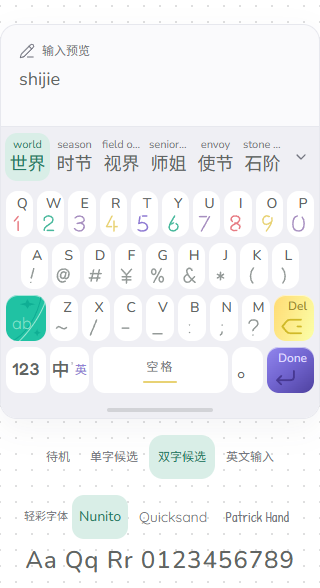 输入预览
shijie
world season field o... senior... envoy stone ...
世界 时节 视界 师姐 使节 石阶
Q W E R T Y U I O P
1 2 3 4 5 6 7 8 9 0
A S D F G H J K L
! @ # ¥ % & * ( )
Z X C V B N M Del
ab ~ / - _ : ; ?
123 中 英 空格 。 Done
待机 单字候选 双字候选 英文输入
轻彩字体 Nunito Quicksand Patrick Hand
Aa Qq Rr 0123456789